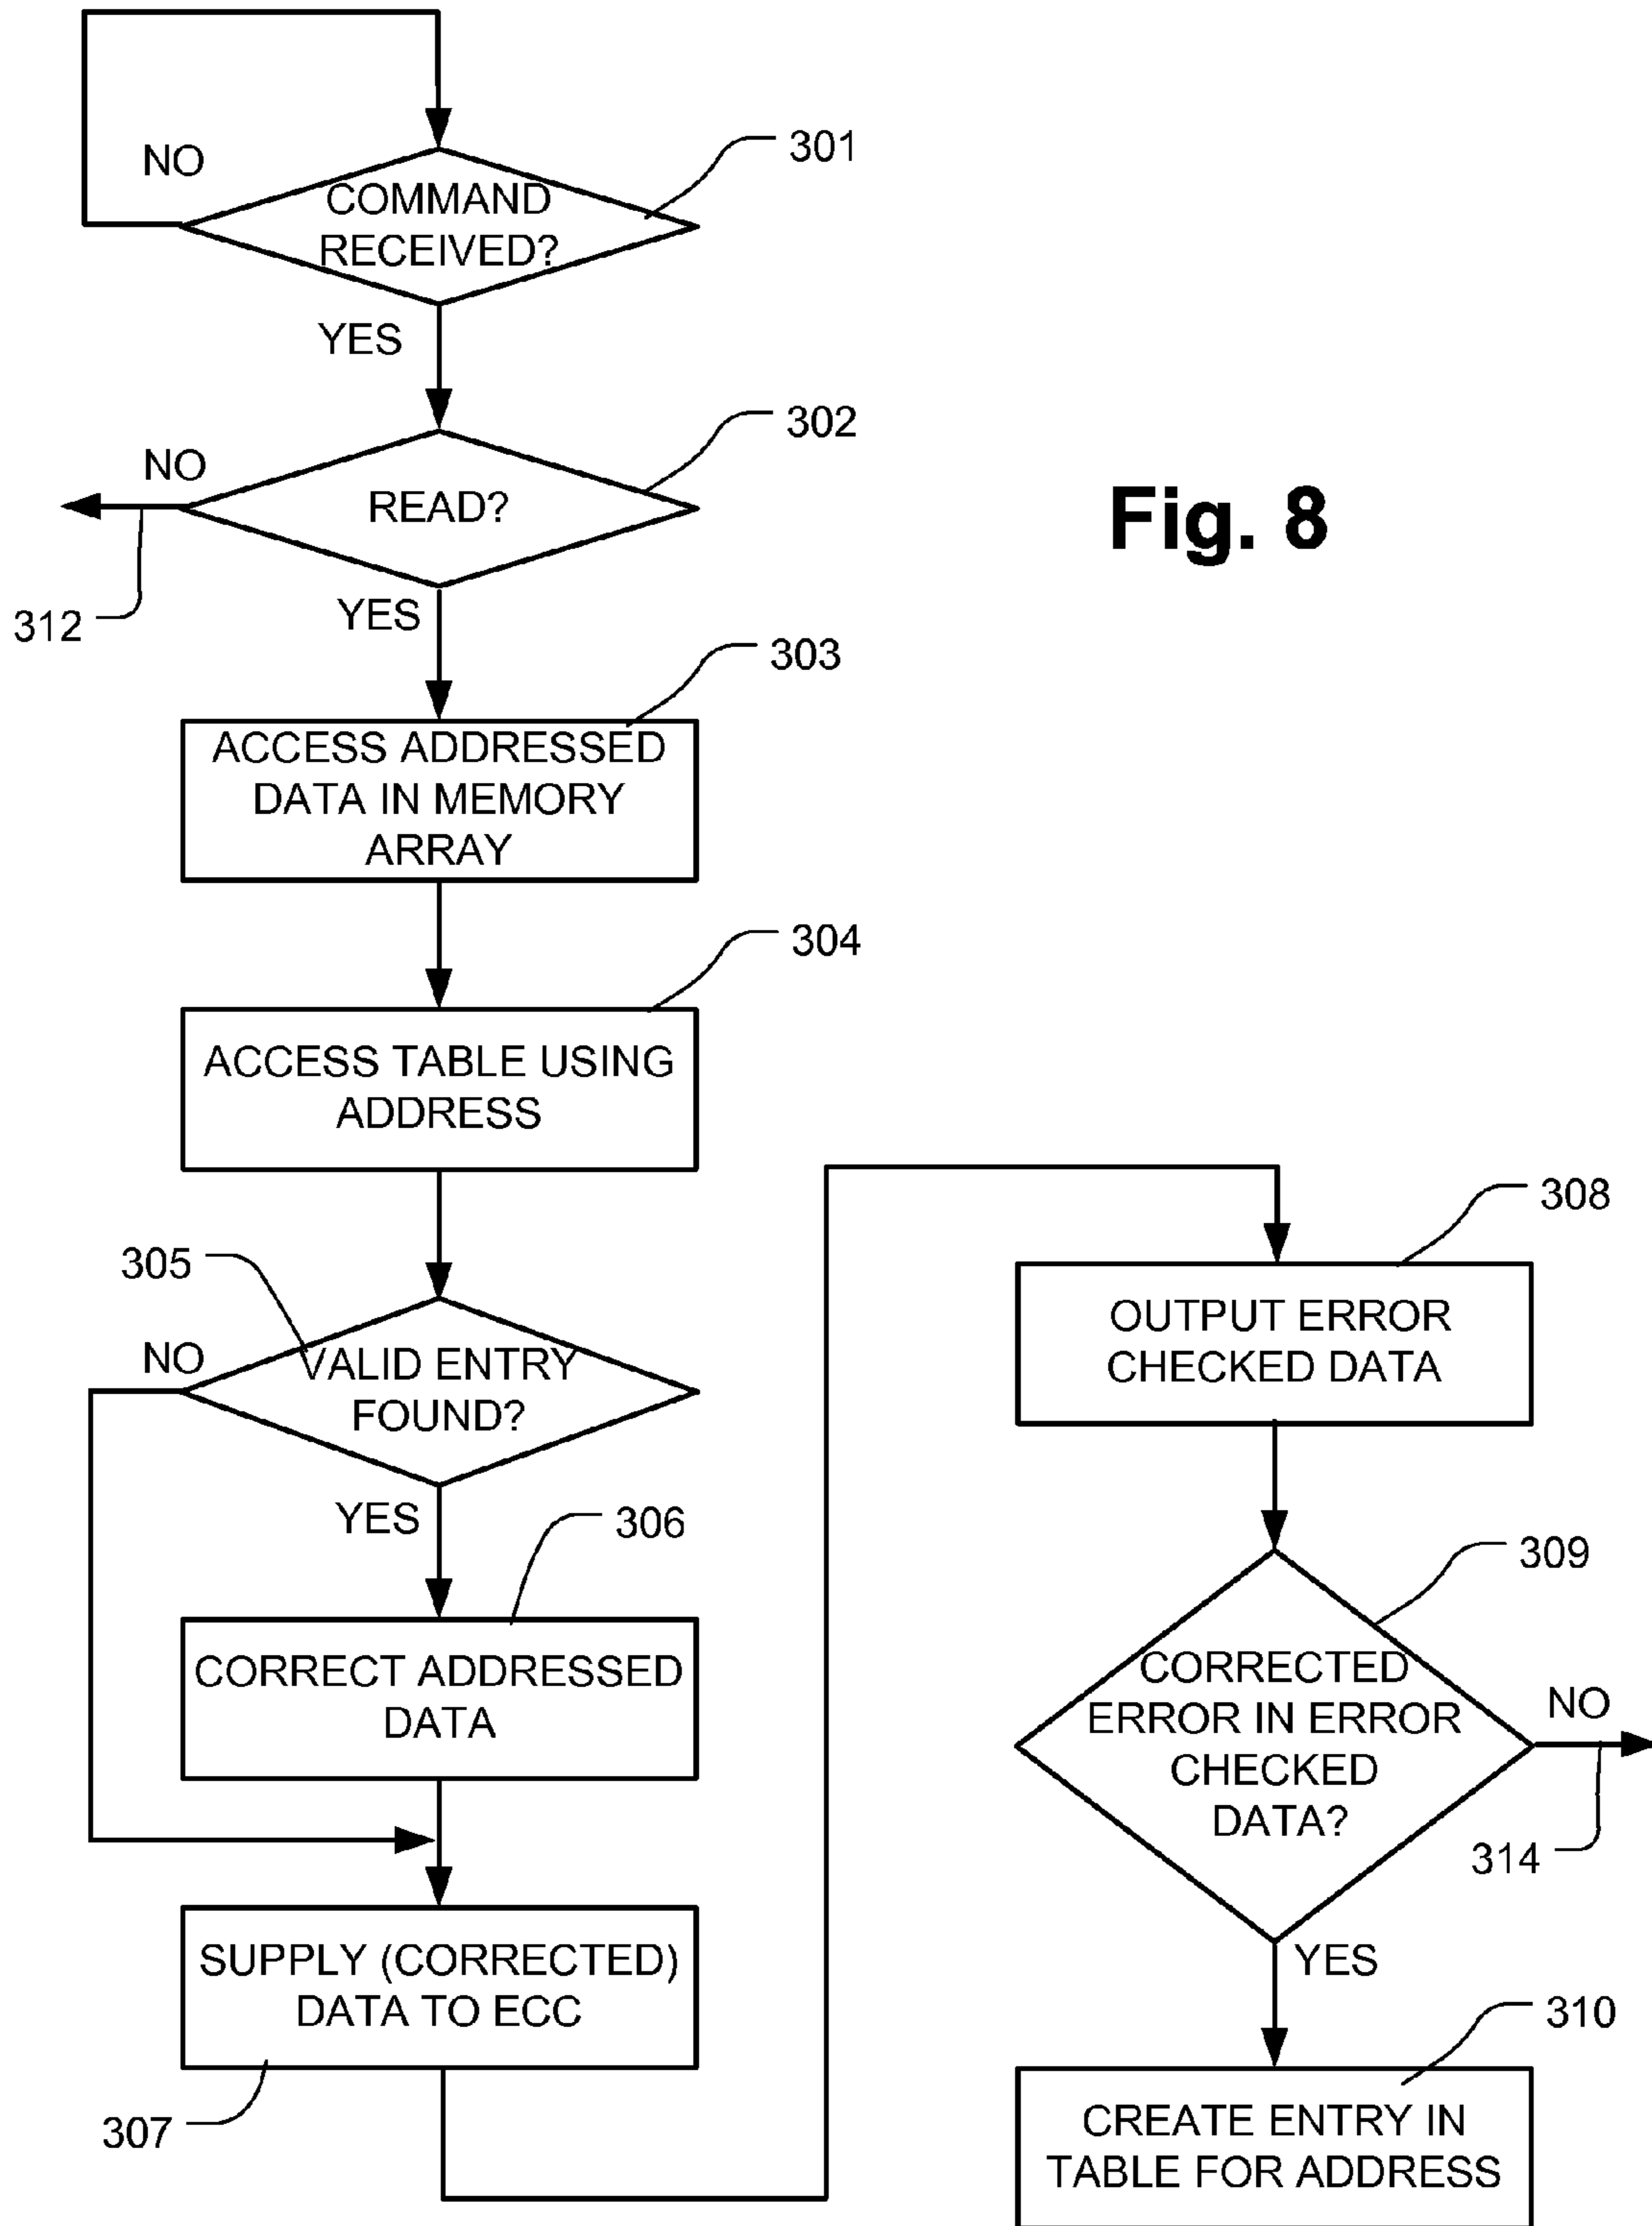 NO
301
COMMAND
RECEIVED?
YES
302
NO
READ?
312
YES
303
ACCESS ADDRESSED
DATA IN MEMORY
ARRAY
304
ACCESS TABLE USING
ADDRESS
305
NO
VALID ENTRY
FOUND?
YES
306
CORRECT ADDRESSED
DATA
SUPPLY (CORRECTED)
DATA TO ECC
307
Fig. 8
308
OUTPUT ERROR
CHECKED DATA
309
CORRECTED
ERROR IN ERROR
CHECKED
DATA?
NO
314
YES
310
CREATE ENTRY IN
TABLE FOR ADDRESS